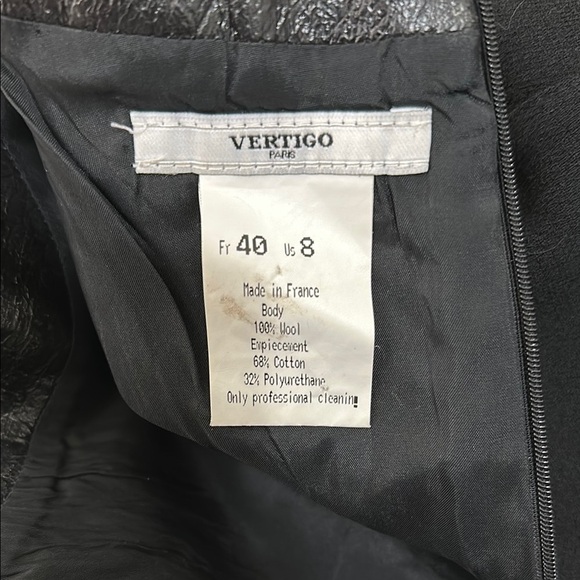 VERTIGO
PARIS
Fr 40 Us 8
Made in France
Body
100% Wool
Empiecement
68% Cotton
32% Polyurethane
Only professional cleaning